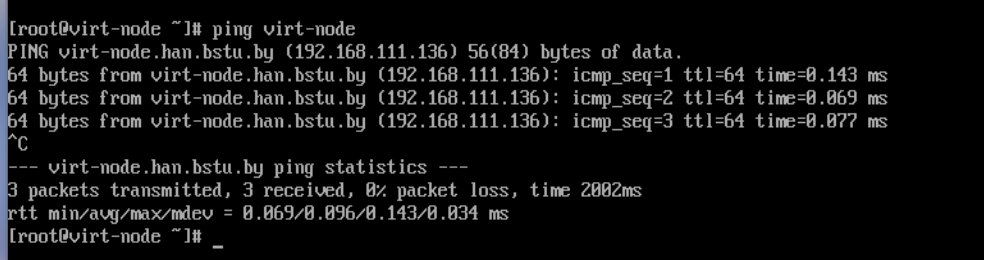 [root@virt-node ~]# ping virt-node
PING virt-node.han.bstu.by (192.168.111.136) 56(84) bytes of data.
64 bytes from virt-node.han.bstu.by (192.168.111.136): icmp_seq=1 ttl=64 time=0.143 ms
64 bytes from virt-node.han.bstu.by (192.168.111.136): icmp_seq=2 ttl=64 time=0.069 ms
64 bytes from virt-node.han.bstu.by (192.168.111.136): icmp_seq=3 ttl=64 time=0.077 ms
^C
--- virt-node.han.bstu.by ping statistics ---
3 packets transmitted, 3 received, 0% packet loss, time 2002ms
rtt min/avg/max/mdev = 0.069/0.096/0.143/0.034 ms
[root@virt-node ~]# _